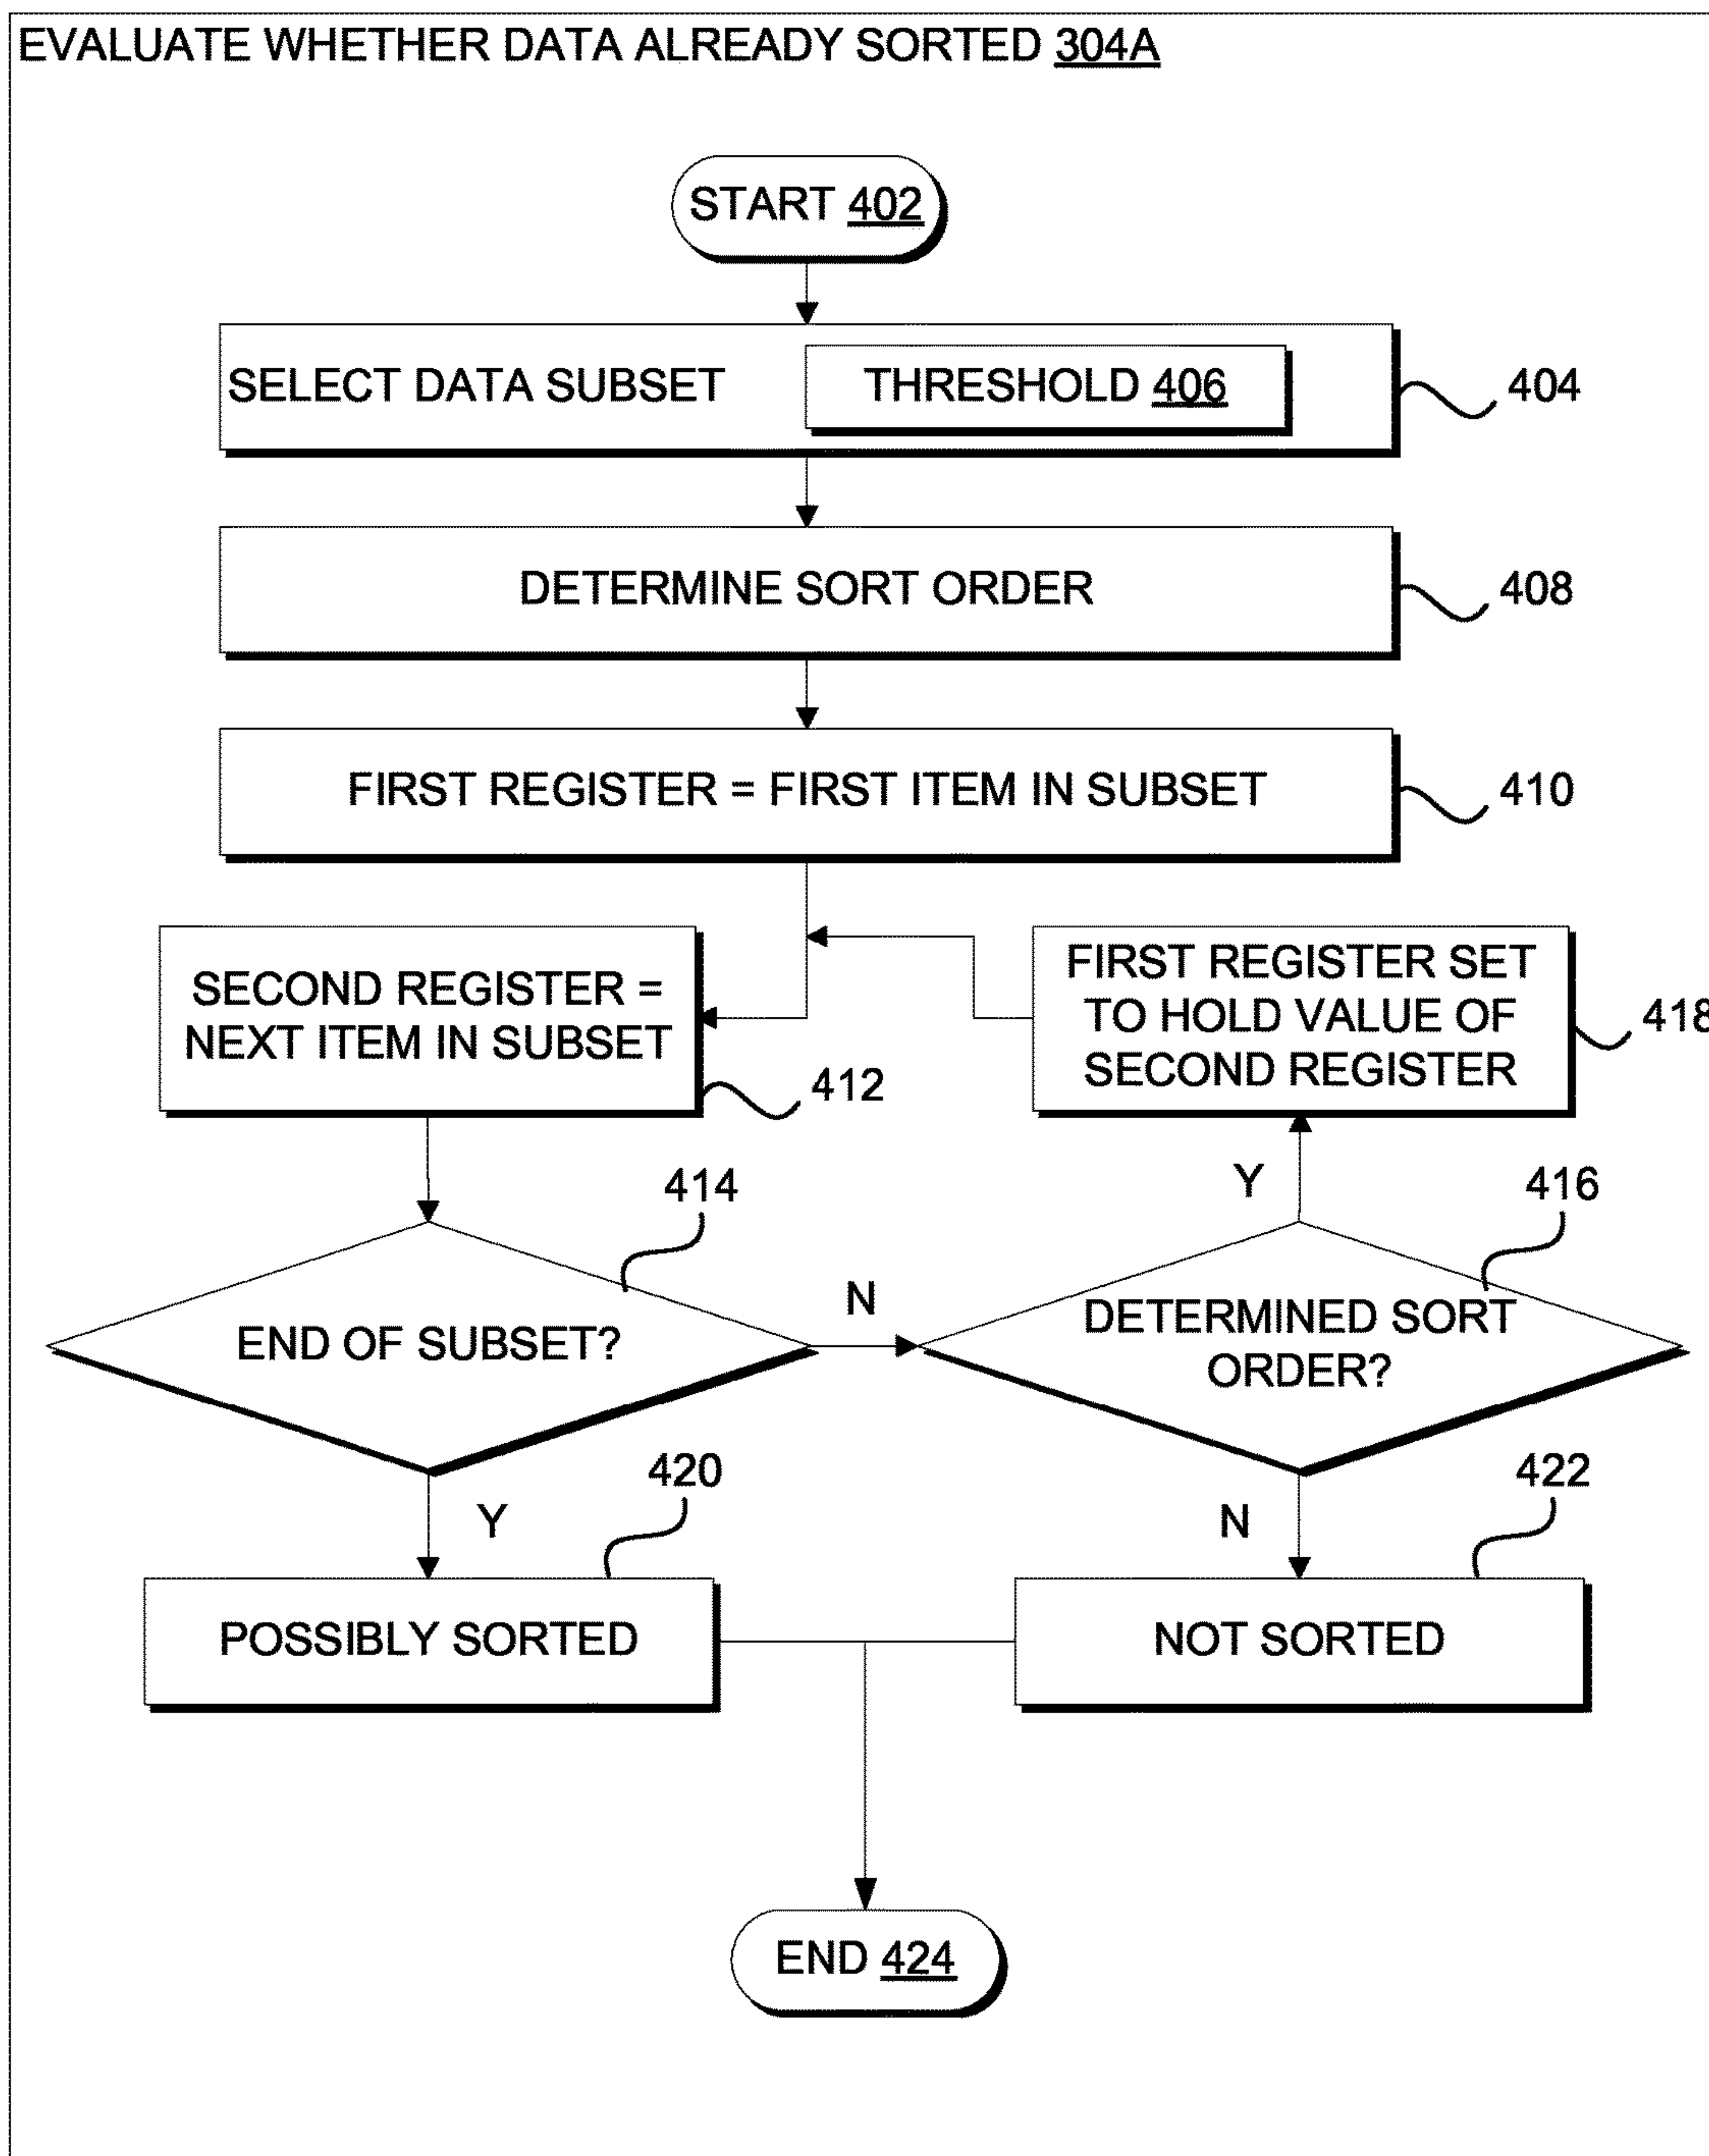 EVALUATE WHETHER DATA ALREADY SORTED 304A
START 402
SELECT DATA SUBSET
THRESHOLD 406
404
DETERMINE SORT ORDER
408
FIRST REGISTER = FIRST ITEM IN SUBSET
410
SECOND REGISTER =
NEXT ITEM IN SUBSET
412
FIRST REGISTER SET
TO HOLD VALUE OF
SECOND REGISTER
418
414
Y
416
END OF SUBSET?
N
DETERMINED SORT
ORDER?
420
Y
422
N
POSSIBLY SORTED
NOT SORTED
END 424